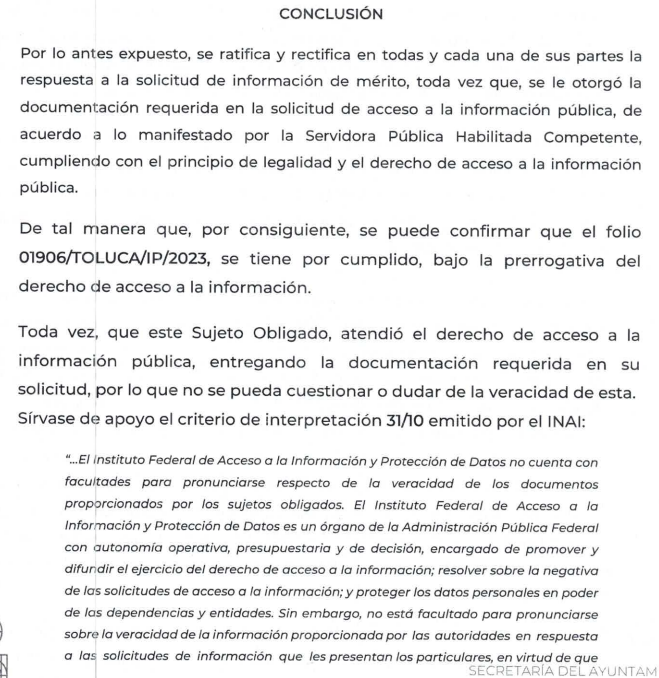 CONCLUSIÓN
Por lo antes expuesto, se ratifica y rectifica en todas y cada una de sus partes la
respuesta a la solicitud de información de mérito, toda vez que, se le otorgó la
documentación requerida en la solicitud de acceso a la información pública, de
acuerdo a lo manifestado por la Servidora Pública Habilitada Competente,
cumpliendo con el principio de legalidad y el derecho de acceso a la información
pública.
De tal manera que, por consiguiente, se puede confirmar que el folio
01906/TOLUCA/IP/2023, se tiene por cumplido, bajo la prerrogativa del
derecho de acceso a la información.
Toda vez, que este Sujeto Obligado, atendió el derecho de acceso a la
información pública, entregando la documentación requerida en su
solicitud, por lo que no se pueda cuestionar o dudar de la veracidad de esta.
Sírvase de apoyo el criterio de interpretación 31/10 emitido por el INAI:
"...El Instituto Federal de Acceso a la Información y Protección de Datos no cuenta con
facultades para pronunciarse respecto de la veracidad de los documentos
proporcionados por los sujetos obligados. El Instituto Federal de Acceso a la
Información y Protección de Datos es un órgano de la Administración Pública Federal
con autonomía operativa, presupuestaria y de decisión, encargado de promover y
difundir el ejercicio del derecho de acceso a la información; resolver sobre la negativa
de las solicitudes de acceso a la información; y proteger los datos personales en poder
de las dependencias y entidades. Sin embargo, no está facultado para pronunciarse
sobre la veracidad de la información proporcionada por las autoridades en respuesta
a las solicitudes de información que les presentan los particulares, en virtud de que
SECRETARÍA DEL AYUNTAM